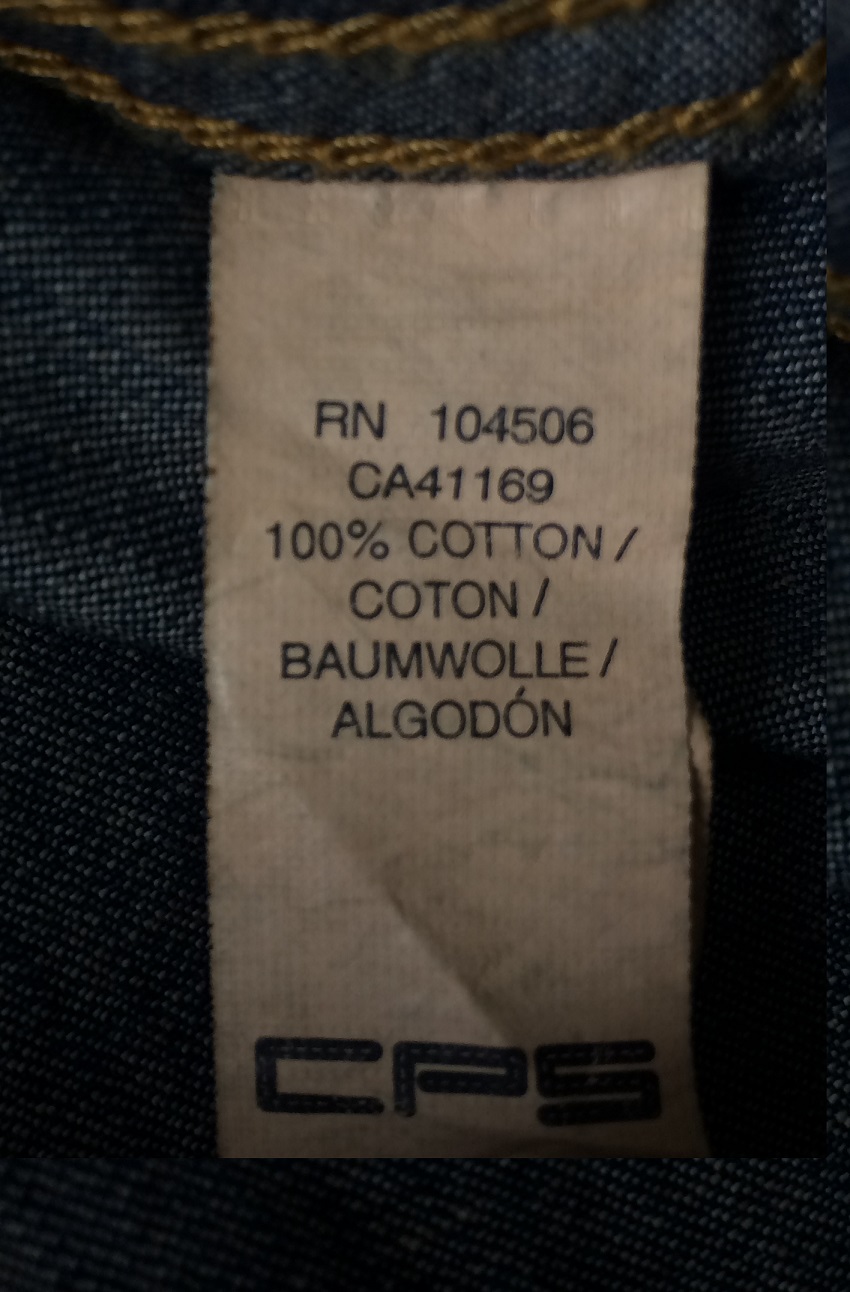 RN 104506
CA41169
100% COTTON /
COTON /
BAUMWOLLE /
ALGODÓN
CPS